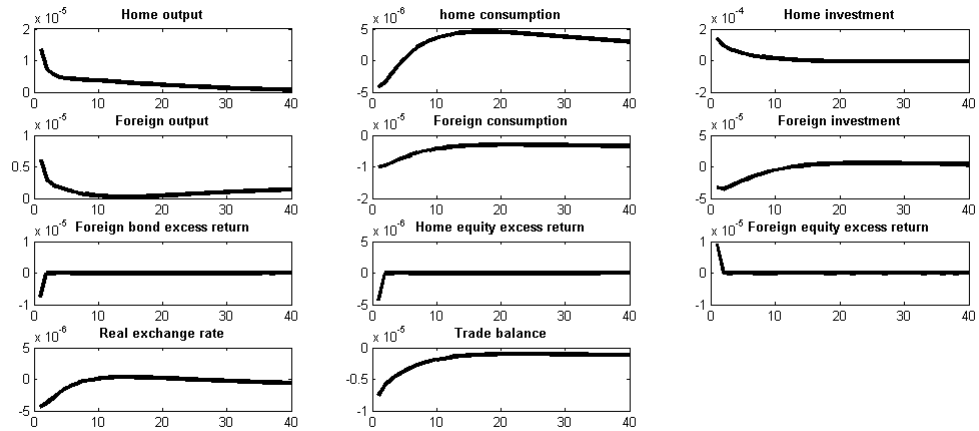 Home output
x 10^-5
2
1
0
0 10 20 30 40
home consumption
x 10^-6
5
0
-5
0 10 20 30 40
Home investment
x 10^-4
2
0
-2
0 10 20 30 40
Foreign output
x 10^-5
1
0.5
0
0 10 20 30 40
Foreign consumption
x 10^-5
0
-1
-2
0 10 20 30 40
Foreign investment
x 10^-5
5
0
-5
0 10 20 30 40
Foreign bond excess return
x 10^-5
1
0
-1
0 10 20 30 40
Home equity excess return
x 10^-6
5
0
-5
0 10 20 30 40
Foreign equity excess return
x 10^-5
1
0
-1
0 10 20 30 40
Real exchange rate
x 10^-6
5
0
-5
0 10 20 30 40
Trade balance
x 10^-5
0
-0.5
-1
0 10 20 30 40